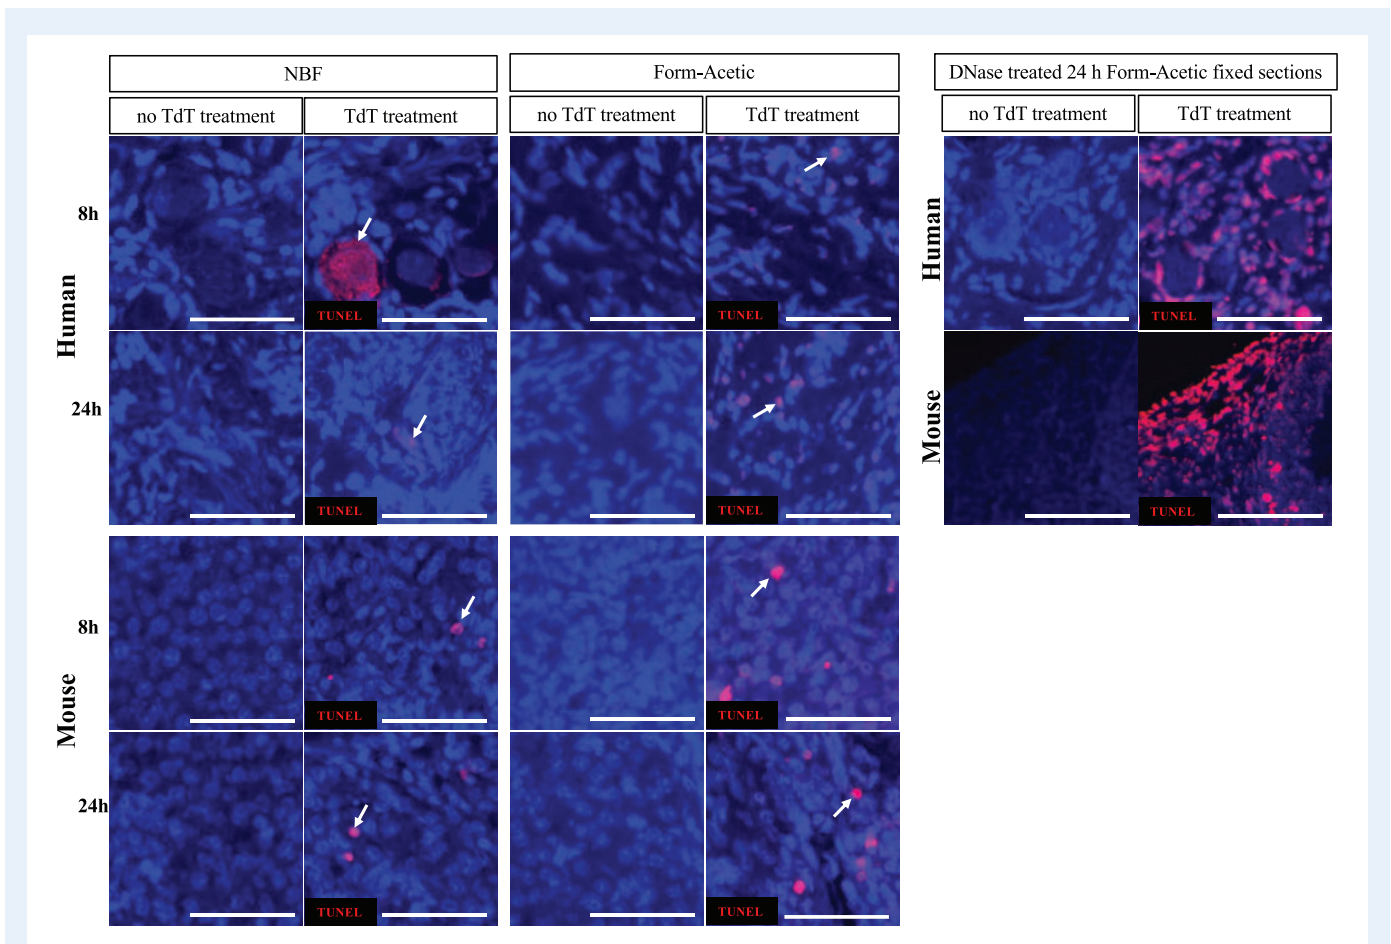 NBF
Form-Acetic
DNase treated 24 h Form-Acetic fixed sections
no TdT treatment
TdT treatment
no TdT treatment
TdT treatment
no TdT treatment
TdT treatment
Human
8h
TUNEL
TUNEL
Human
TUNEL
24h
TUNEL
TUNEL
Mouse
TUNEL
Mouse
8h
TUNEL
TUNEL
24h
TUNEL
TUNEL